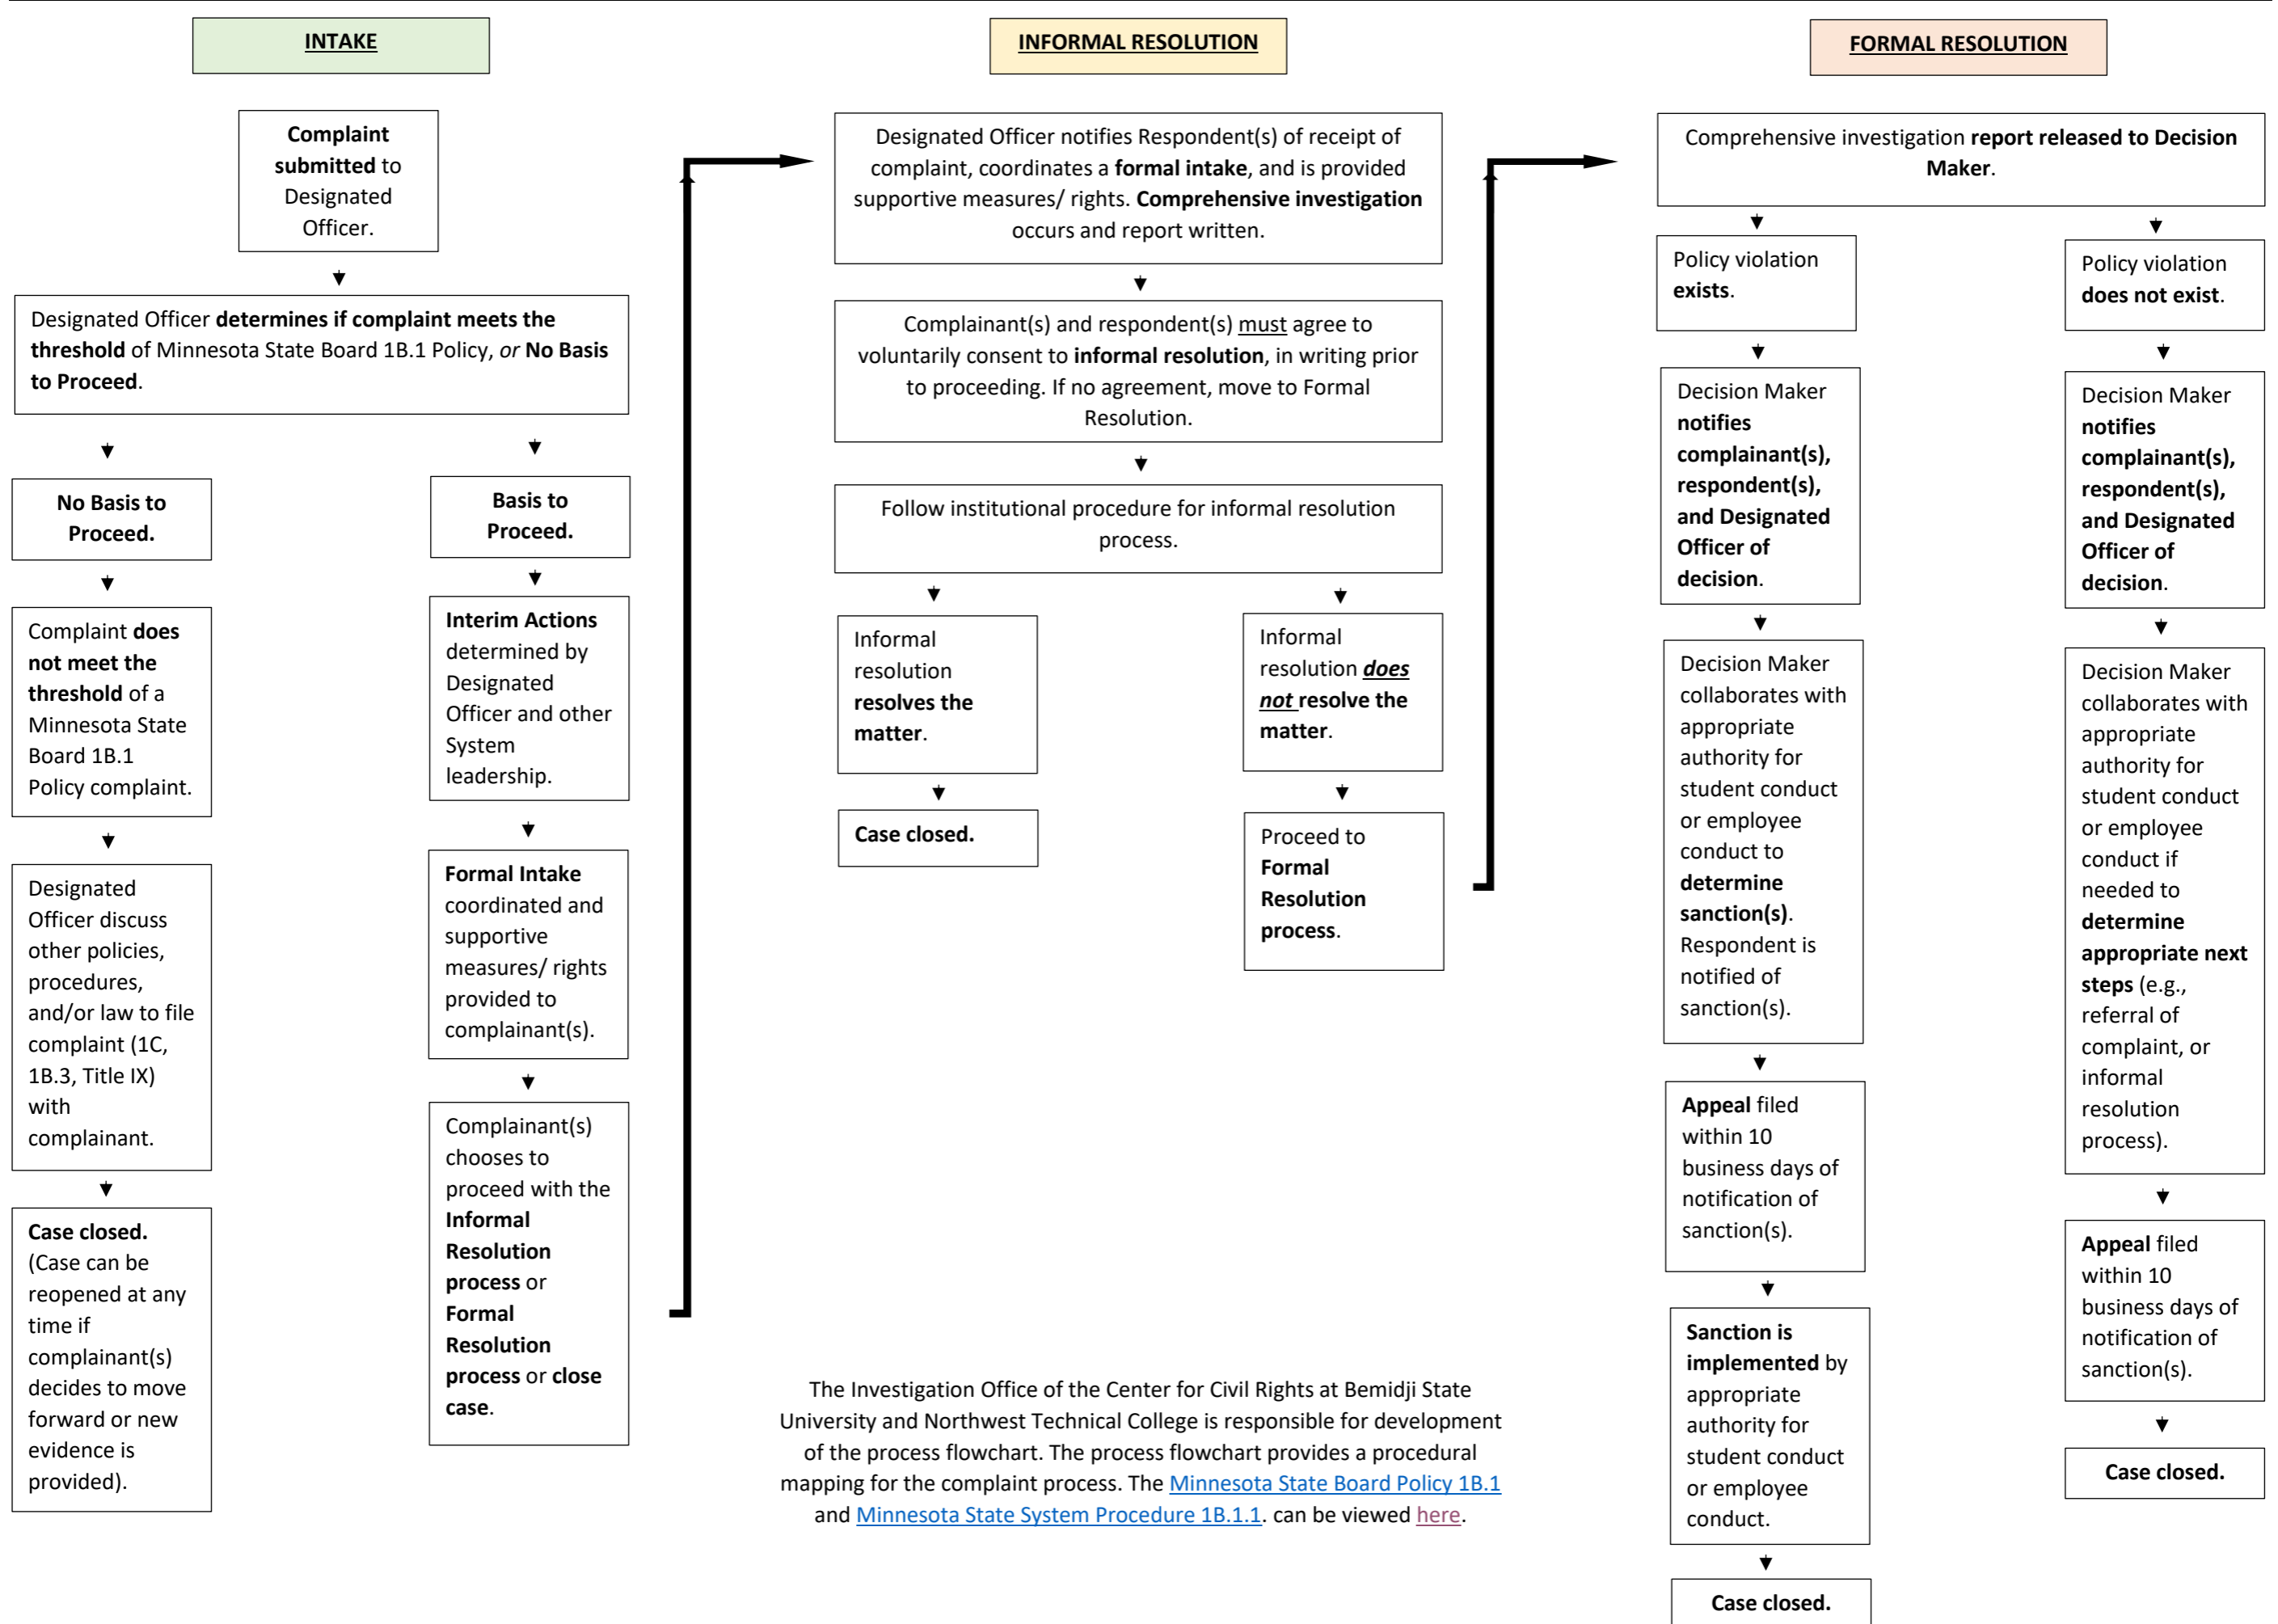 INTAKE
Complaint
submitted to
Designated
Officer.
Designated Officer determines if complaint meets the
threshold of Minnesota State Board 1B.1 Policy, or No Basis
to Proceed.
No Basis to
Proceed.
Complaint does
not meet the
threshold of a
Minnesota State
Board 1B.1
Policy complaint.
Designated
Officer discuss
other policies,
procedures,
and/or law to file
complaint (1C,
1B.3, Title IX)
with
complainant.
Case closed.
(Case can be
reopened at any
time if
complainant(s)
decides to move
forward or new
evidence is
provided).
Basis to
Proceed.
Interim Actions
determined by
Designated
Officer and other
System
leadership.
Formal Intake
coordinated and
supportive
measures/ rights
provided to
complainant(s).
Complainant(s)
chooses to
proceed with the
Informal
Resolution
process or
Formal
Resolution
process or close
case.
INFORMAL RESOLUTION
Designated Officer notifies Respondent(s) of receipt of
complaint, coordinates a formal intake, and is provided
supportive measures/ rights. Comprehensive investigation
occurs and report written.
Complainant(s) and respondent(s) must agree to
voluntarily consent to informal resolution, in writing prior
to proceeding. If no agreement, move to Formal
Resolution.
Follow institutional procedure for informal resolution
process.
Informal
resolution
resolves the
matter.
Case closed.
Informal
resolution does
not resolve the
matter.
Proceed to
Formal
Resolution
process.
The Investigation Office of the Center for Civil Rights at Bemidji State
University and Northwest Technical College is responsible for development
of the process flowchart. The process flowchart provides a procedural
mapping for the complaint process. The Minnesota State Board Policy 1B.1
and Minnesota State System Procedure 1B.1.1. can be viewed here.
FORMAL RESOLUTION
Comprehensive investigation report released to Decision
Maker.
Policy violation
exists.
Decision Maker
notifies
complainant(s),
respondent(s),
and Designated
Officer of
decision.
Decision Maker
collaborates with
appropriate
authority for
student conduct
or employee
conduct to
determine
sanction(s).
Respondent is
notified of
sanction(s).
Appeal filed
within 10
business days of
notification of
sanction(s).
Sanction is
implemented by
appropriate
authority for
student conduct
or employee
conduct.
Case closed.
Policy violation
does not exist.
Decision Maker
notifies
complainant(s),
respondent(s),
and Designated
Officer of
decision.
Decision Maker
collaborates with
appropriate
authority for
student conduct
or employee
conduct if
needed to
determine
appropriate next
steps (e.g.,
referral of
complaint, or
informal
resolution
process).
Appeal filed
within 10
business days of
notification of
sanction(s).
Case closed.